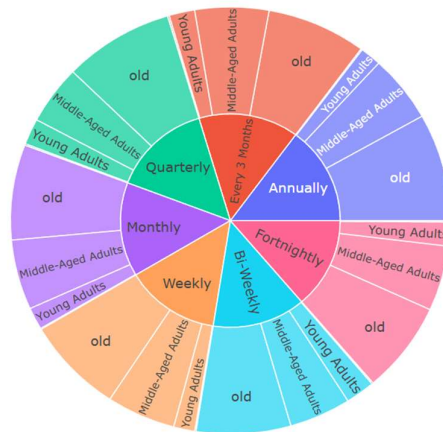 Every 3 Months
Young Adults
Middle-Aged Adults
old
Annually
Young Adults
Middle-Aged Adults
old
Fortnightly
Young Adults
Middle-Aged Adults
old
Bi-Weekly
Young Adults
Middle-Aged Adults
old
Weekly
Young Adults
Middle-Aged Adults
old
Monthly
Young Adults
Middle-Aged Adults
old
Quarterly
Young Adults
Middle-Aged Adults
old